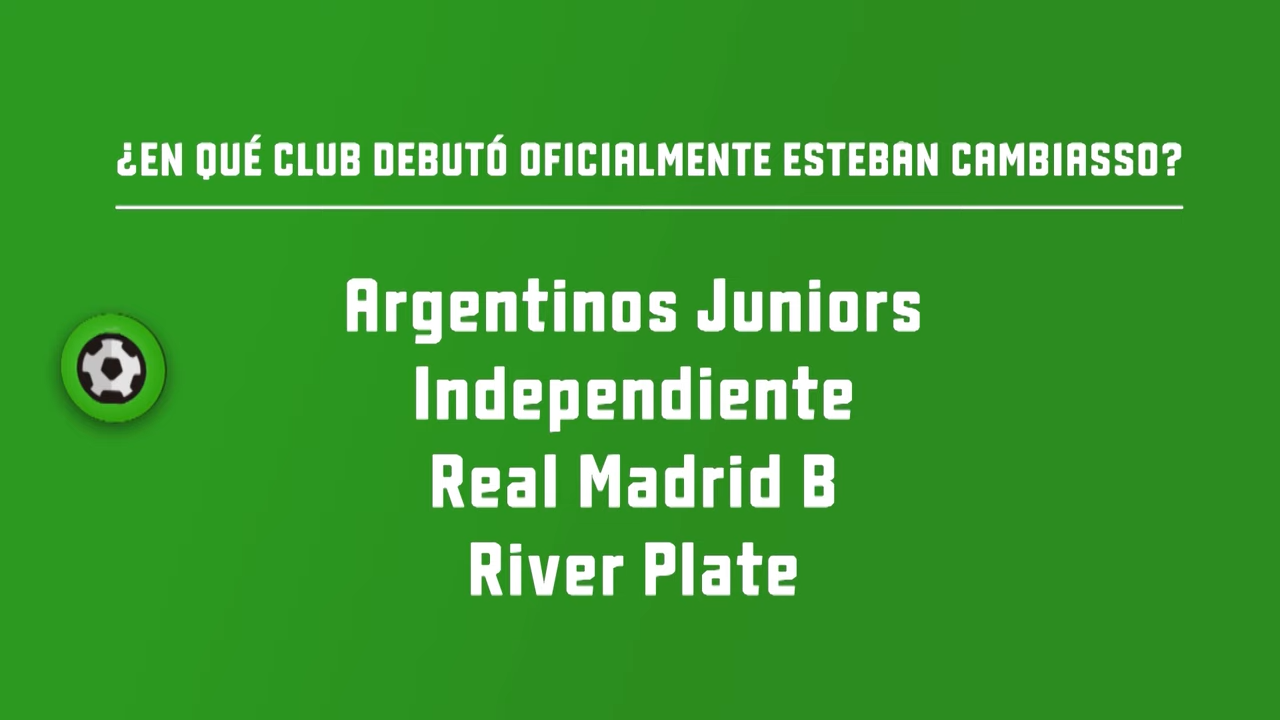 ¿EN QUÉ CLUB DEBUTÓ OFICIALMENTE ESTEBAN CAMBIASSO?
Argentinos Juniors
Independiente
Real Madrid B
River Plate